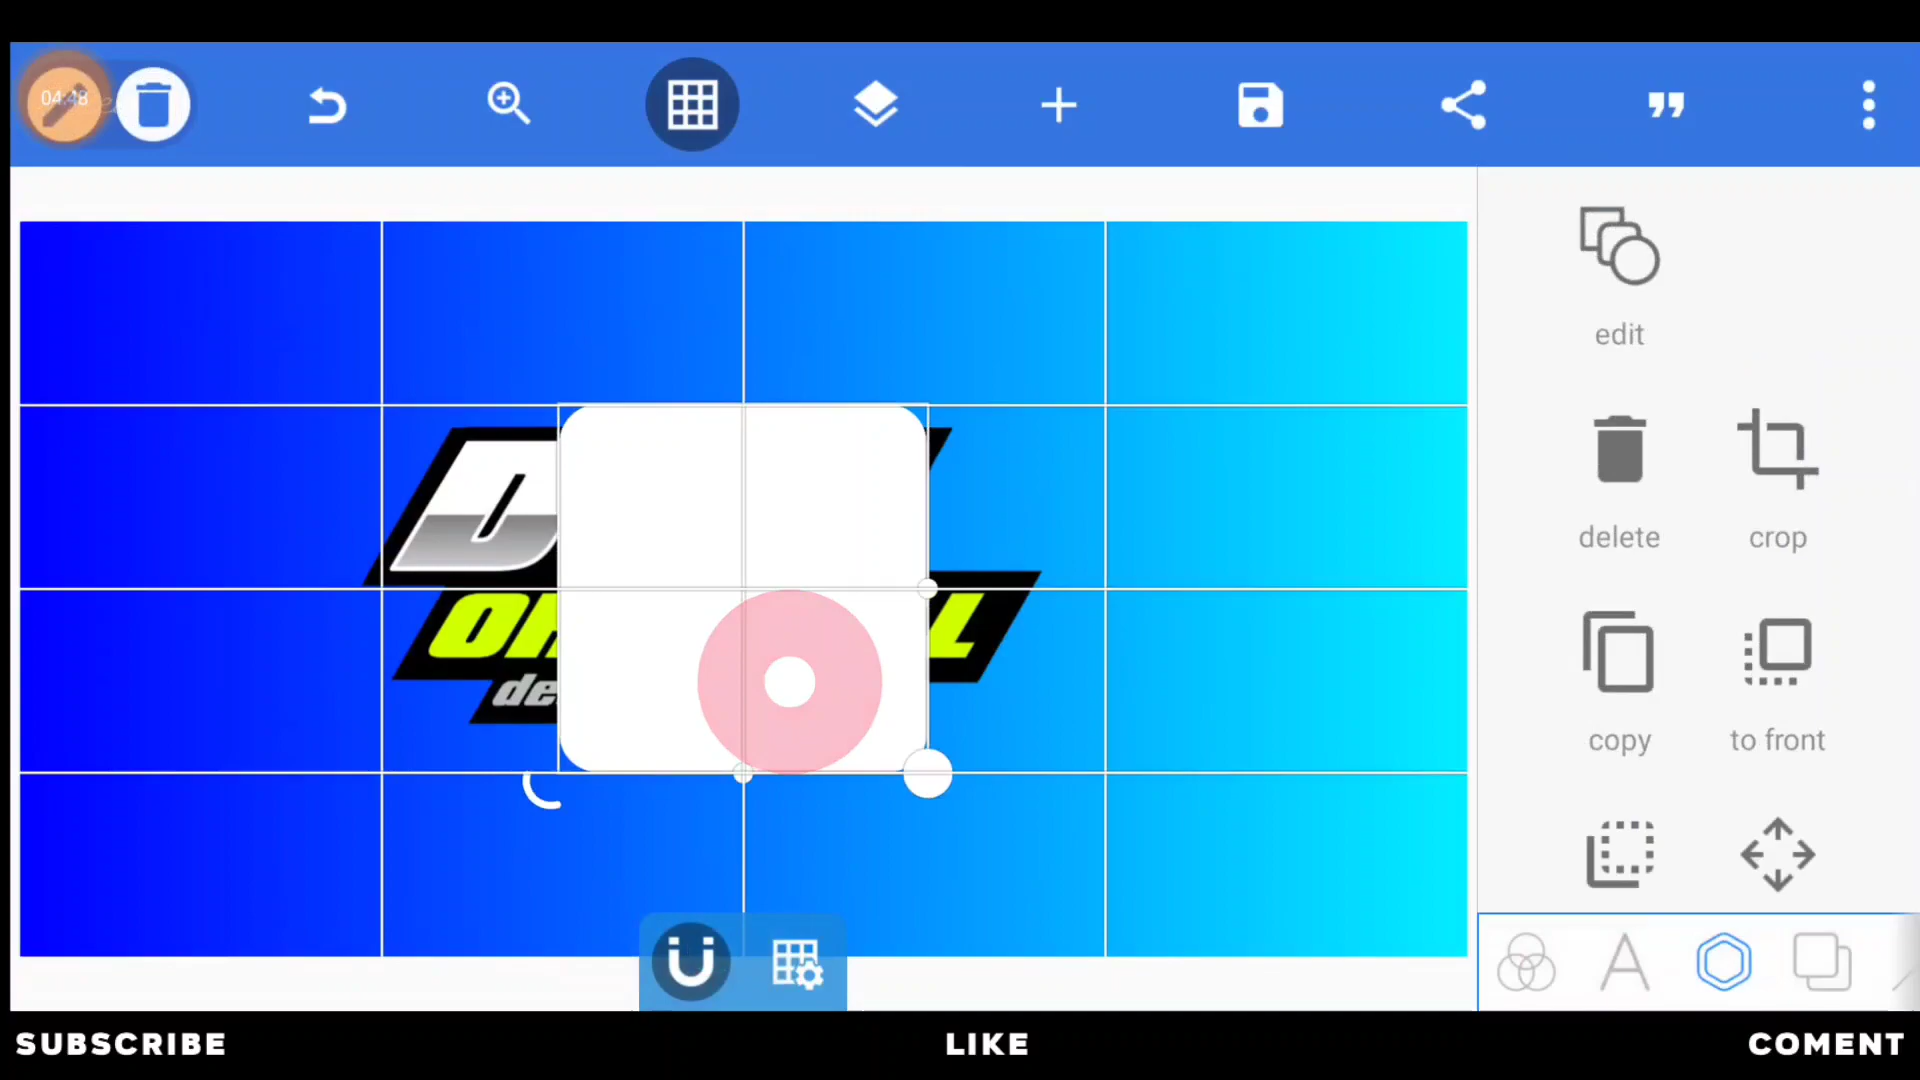 04:48
edit
delete
crop
copy
to front
SUBSCRIBE
LIKE
COMENT